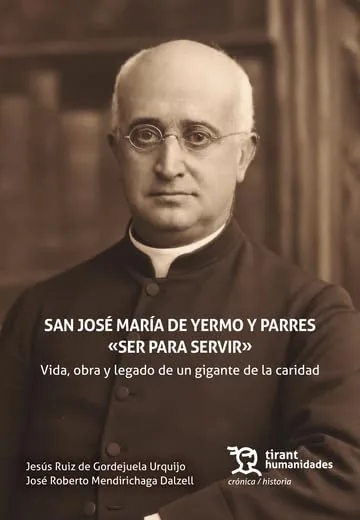 SAN JOSÉ MARÍA DE YERMO Y PARRES
«SER PARA SERVIR»
Vida, obra y legado de un gigante de la caridad
Jesús Ruiz de Gordejuela Urquijo
José Roberto Mendirichaga Dalzell
tirant
humanidades
crónica / historia